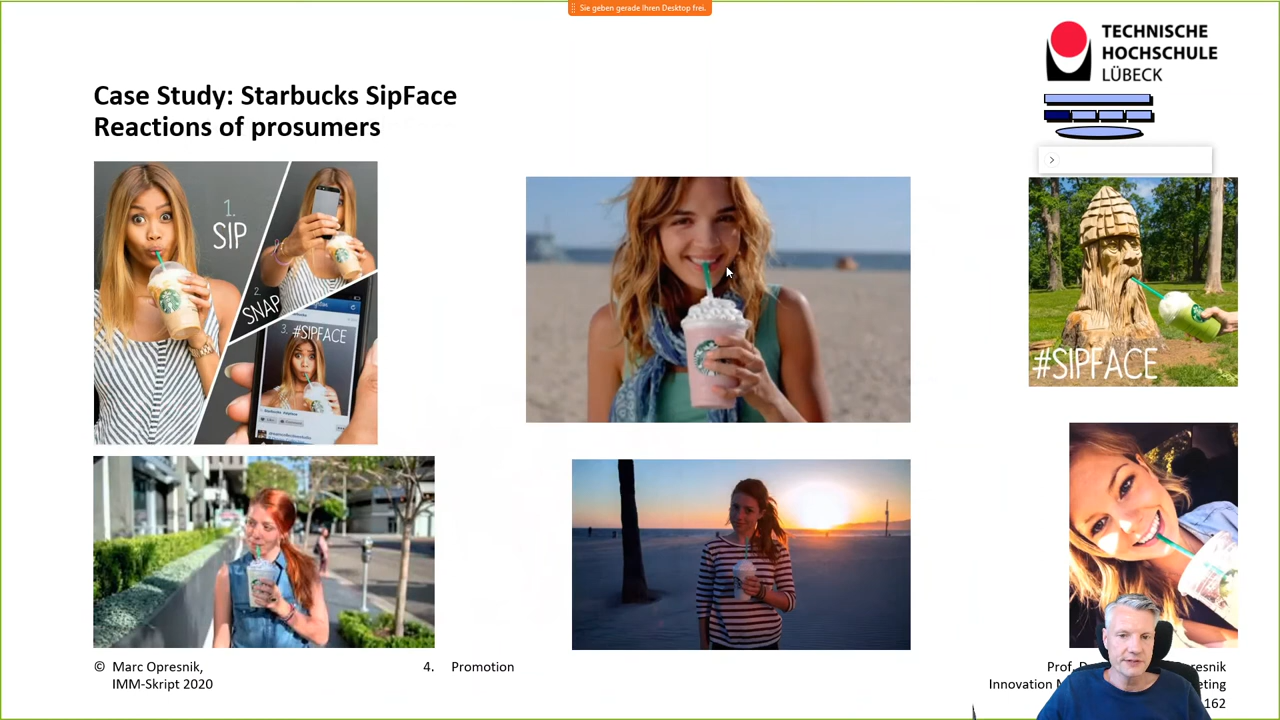 Sie geben gerade Ihren Desktop frei.
TECHNISCHE
HOCHSCHULE
LÜBECK
Case Study: Starbucks SipFace
Reactions of prosumers
1.
SIP
2.
SNAP
3. #SIPFACE
#SIPFACE
© Marc Opresnik,
IMM-Skript 2020
4. Promotion
Prof.
Innovation
162